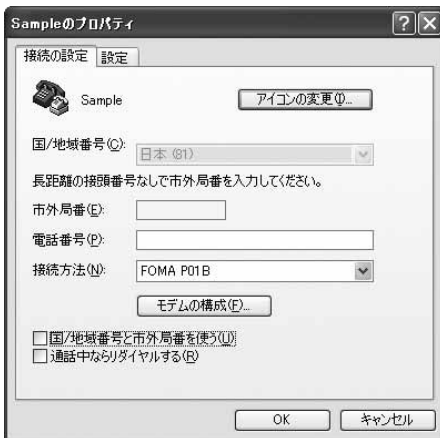 Sampleのプロパティ
接続の設定 設定
Sample
アイコンの変更(I)...
国/地域番号(C):
日本 (81)
長距離の接頭番号なしで市外局番を入力してください。
市外局番(E):
電話番号(P):
接続方法(N):
FOMA P01B
モデムの構成(F)...
国/地域番号と市外局番を使う(U)
通話中ならリダイヤルする(R)
OK キャンセル